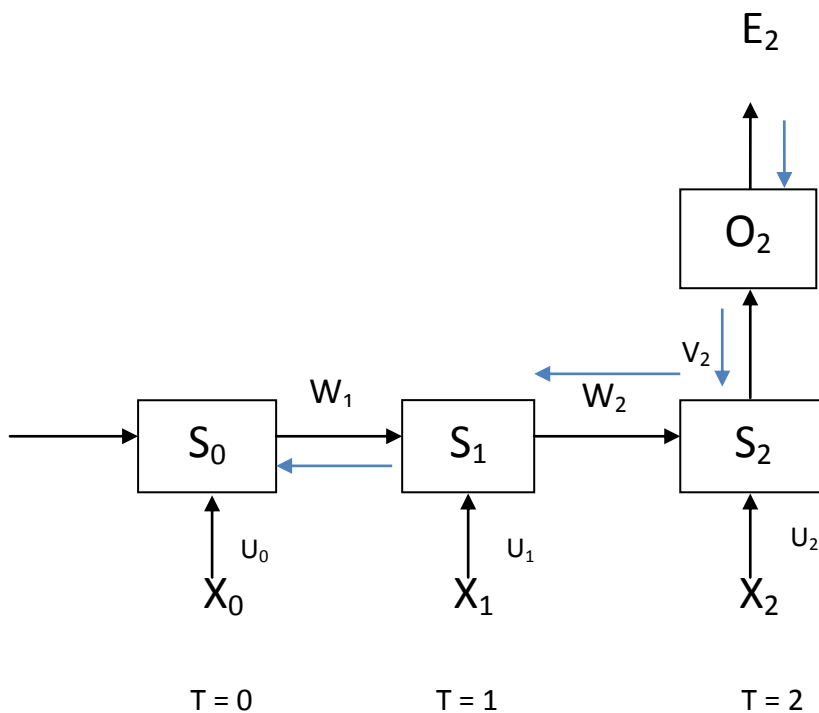 E₂
O₂
V₂
W₁
W₂
S₀
S₁
S₂
U₀
U₁
U₂
X₀
X₁
X₂
T = 0
T = 1
T = 2